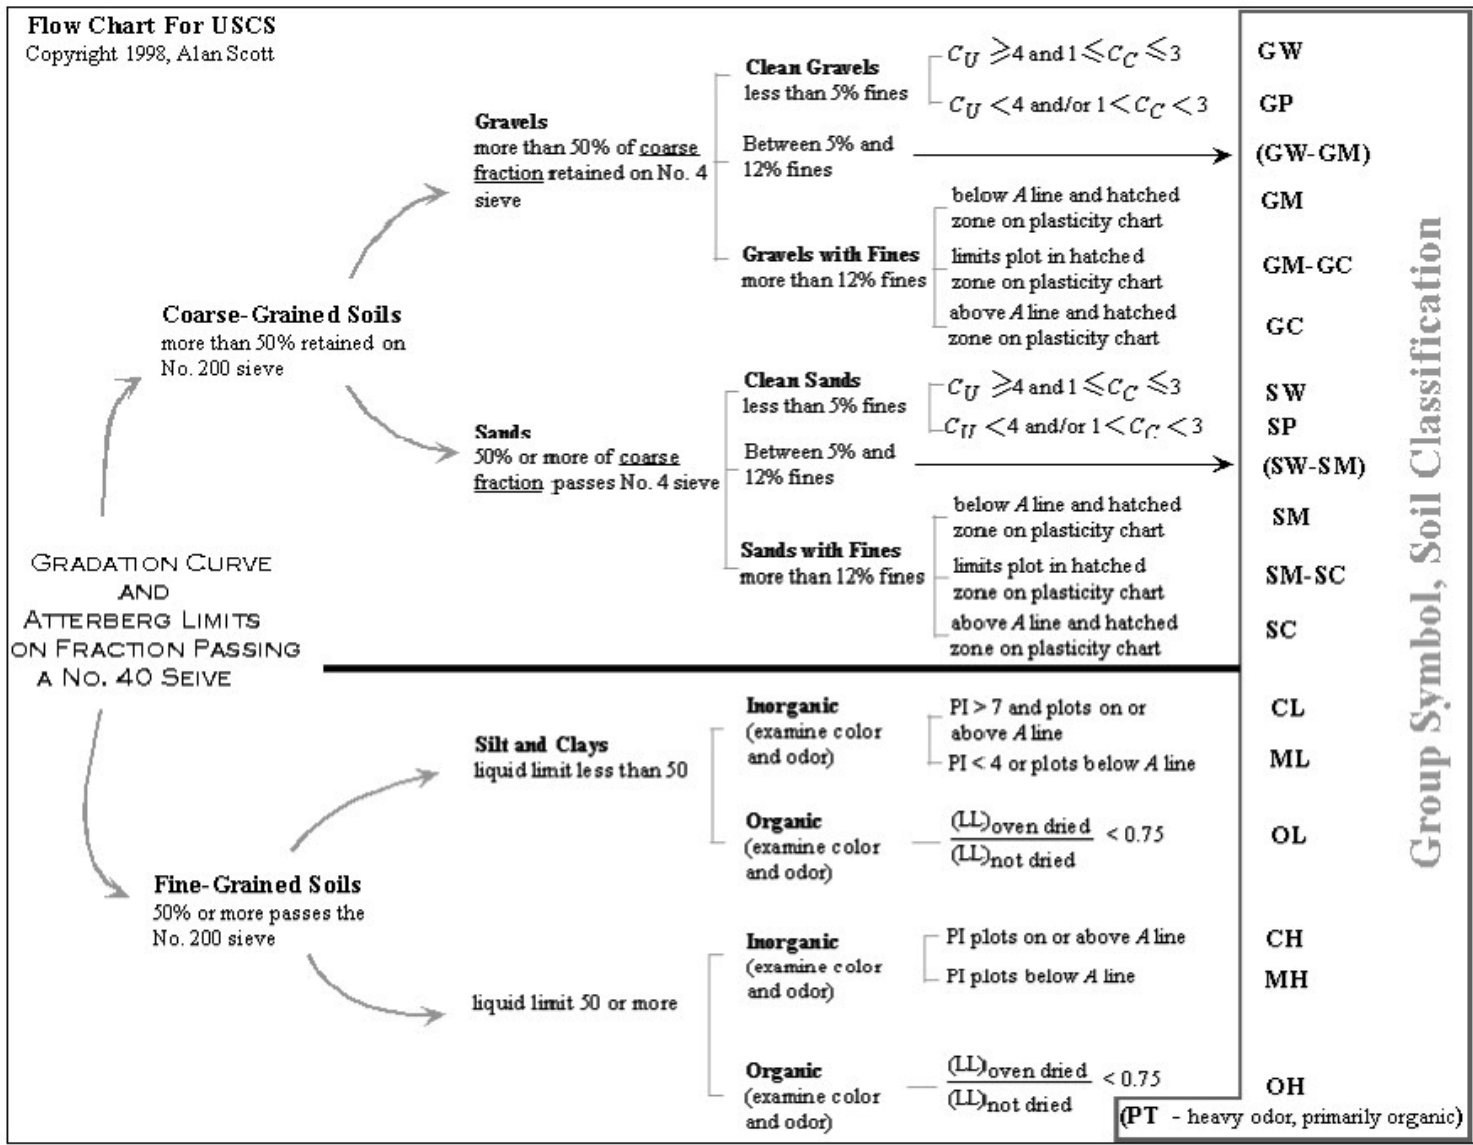 Flow Chart For USCS
Copyright 1998, Alan Scott
GRADATION CURVE
AND
ATTERBERG LIMITS
ON FRACTION PASSING
A NO. 40 SEIVE
Coarse-Grained Soils
more than 50% retained on
No. 200 sieve
Gravels
more than 50% of coarse
fraction retained on No. 4
sieve
Clean Gravels
less than 5% fines
C_U ≥4 and 1≤C_C ≤3
GW
C_U <4 and/or 1<C_C <3
GP
Between 5% and
12% fines
(GW-GM)
Gravels with Fines
more than 12% fines
below A line and hatched
zone on plasticity chart
GM
limits plot in hatched
zone on plasticity chart
GM-GC
above A line and hatched
zone on plasticity chart
GC
Sands
50% or more of coarse
fraction passes No. 4 sieve
Clean Sands
less than 5% fines
C_U ≥4 and 1≤C_C ≤3
SW
C_U <4 and/or 1<C_C <3
SP
Between 5% and
12% fines
(SW-SM)
Sands with Fines
more than 12% fines
below A line and hatched
zone on plasticity chart
SM
limits plot in hatched
zone on plasticity chart
SM-SC
above A line and hatched
zone on plasticity chart
SC
Fine-Grained Soils
50% or more passes the
No. 200 sieve
Silt and Clays
liquid limit less than 50
Inorganic
(examine color
and odor)
PI > 7 and plots on or
above A line
CL
PI < 4 or plots below A line
ML
Organic
(examine color
and odor)
(LL)oven dried
(LL)not dried
< 0.75
OL
liquid limit 50 or more
Inorganic
(examine color
and odor)
PI plots on or above A line
CH
PI plots below A line
MH
Organic
(examine color
and odor)
(LL)oven dried
(LL)not dried
< 0.75
OH
(PT - heavy odor, primarily organic)
Group Symbol, Soil Classification